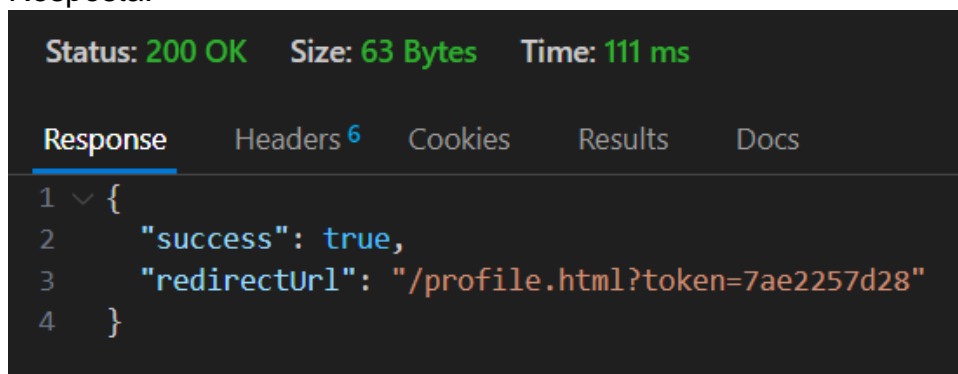 Status: 200 OK Size: 63 Bytes Time: 111 ms
Response Headers 6 Cookies Results Docs
1 {
2 "success": true,
3 "redirectUrl": "/profile.html?token=7ae2257d28"
4 }